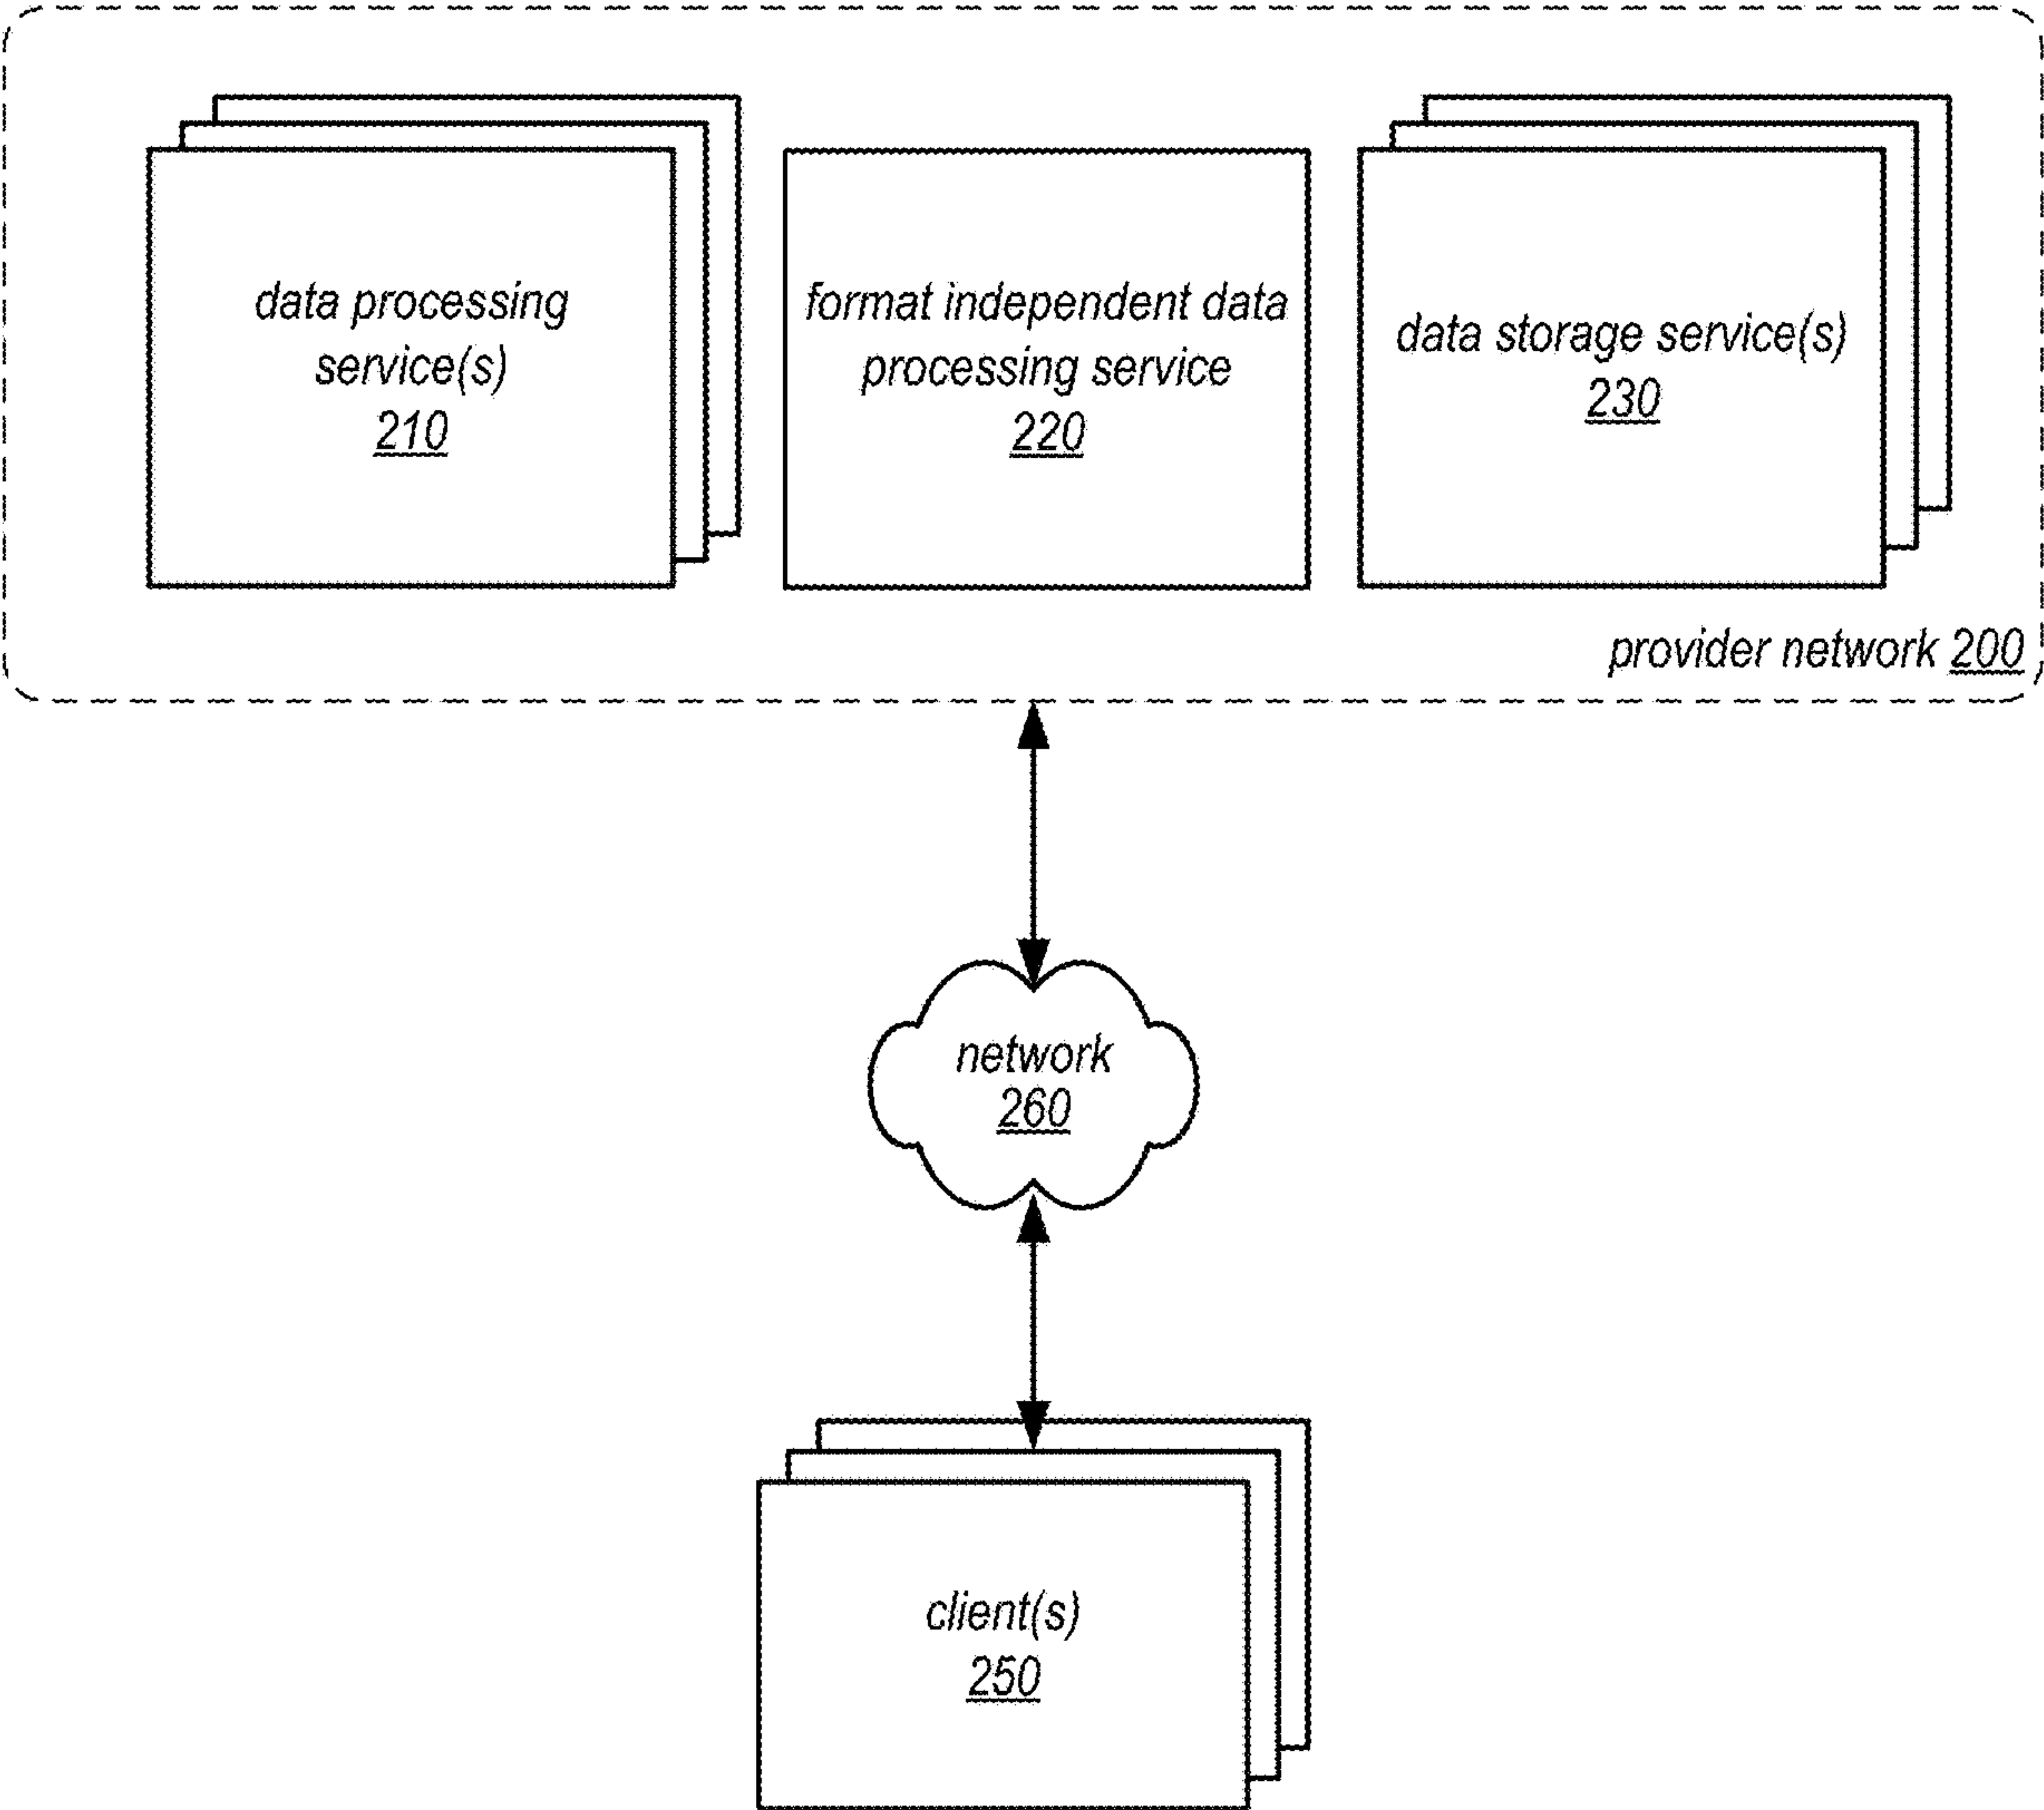 data processing
service(s)
210
format independent data
processing service
220
data storage service(s)
230
provider network 200
network
260
client(s)
250